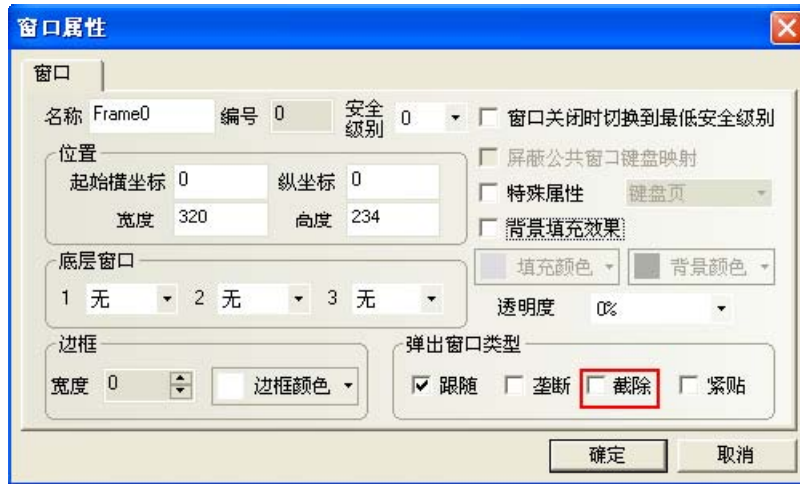 窗口属性
窗口
名称 Frame0 编号 0 安全级别 0 窗口关闭时切换到最低安全级别
位置 屏蔽公共窗口键盘映射
起始横坐标 0 纵坐标 0 特殊属性 键盘页
宽度 320 高度 234 背景填充效果
底层窗口 填充颜色 背景颜色
1 无 2 无 3 无 透明度 0%
边框 弹出窗口类型
宽度 0 边框颜色 跟随 垄断 截除 紧贴
确定 取消